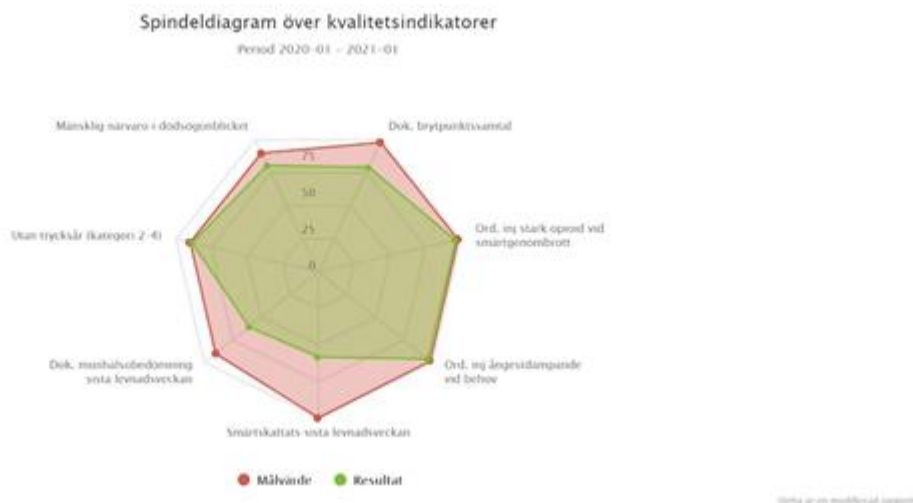 Spindeldiagram över kvalitetsindikatorer
Period 2020-01 - 2021-01
Mänsklig närvaro i dödsögonblicket
Dok. brytpunktssamtal
75
50
25
0
Utan trycksår (kategori 2-4)
Ord. inj stark opioid vid
smärtgenombrott
Dok. munhälsobedömning
sista levnadsveckan
Ord. inj ångestdämpande
vid behov
Smärtskattats sista levnadsveckan
Målvärde
Resultat